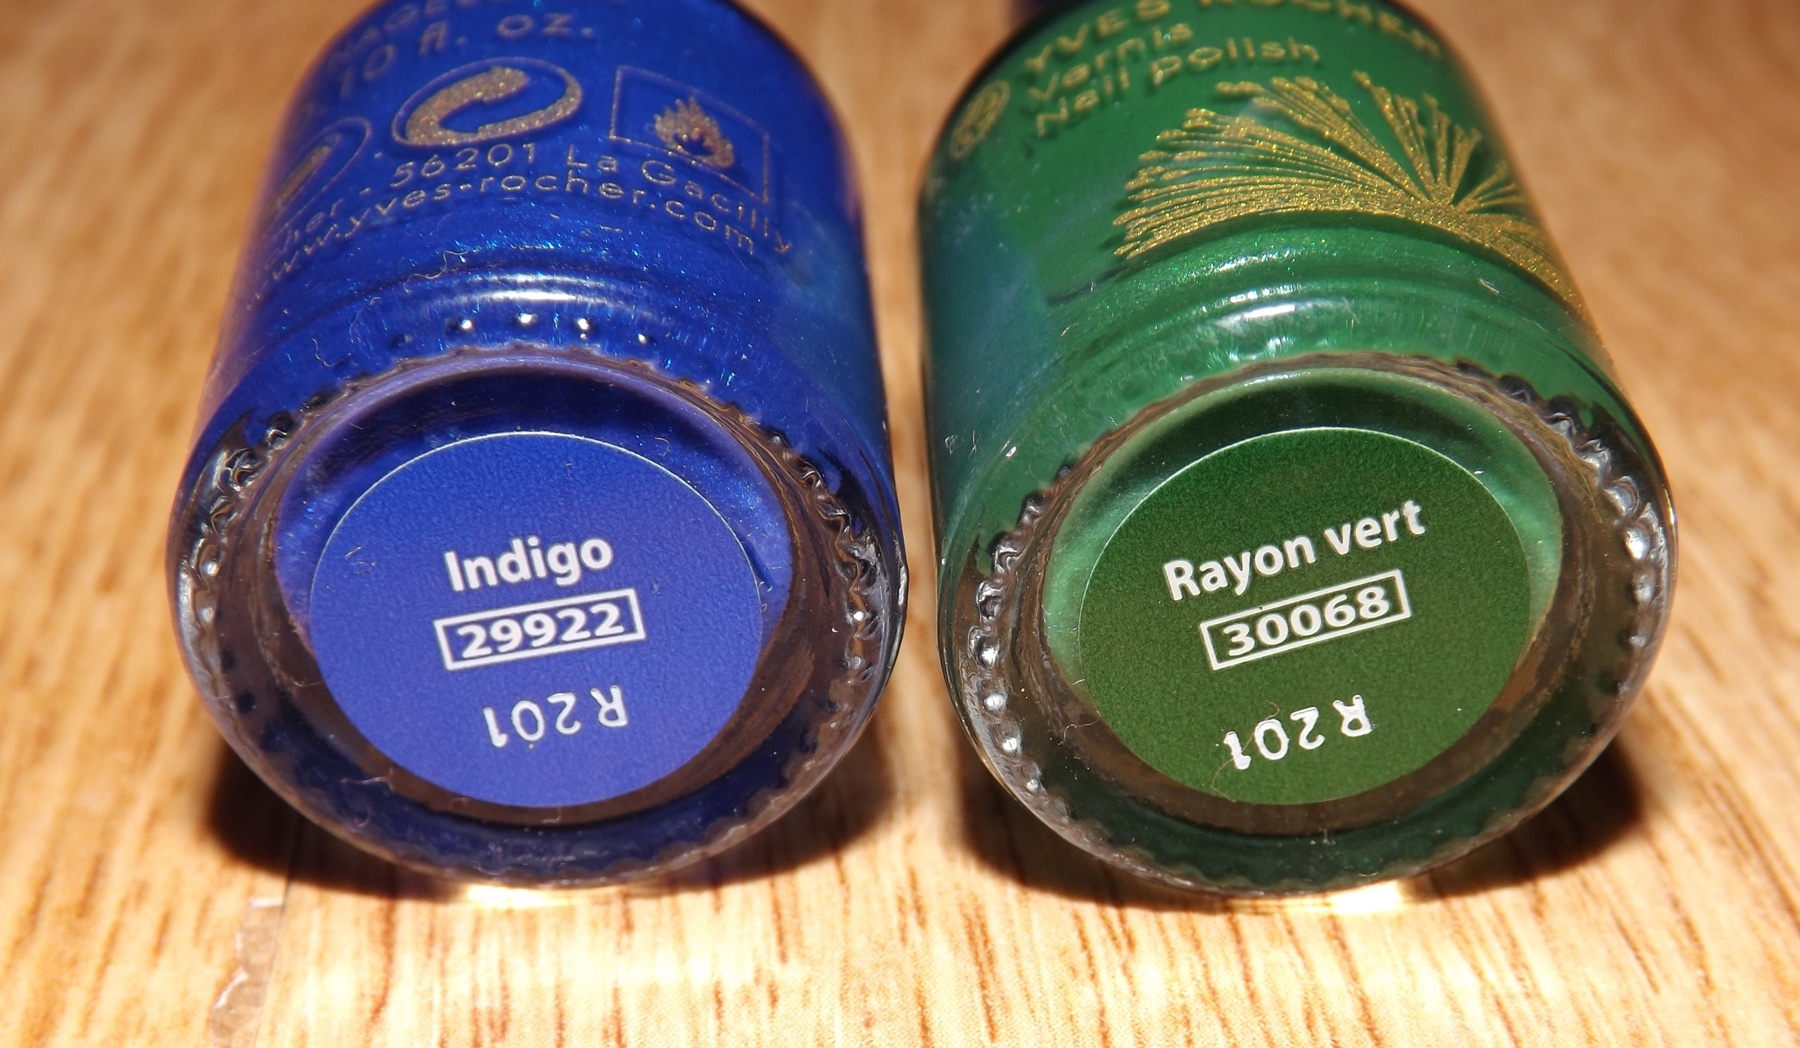 10 fl. oz.
56201 La Gacilly
www.yves-rocher.com
Indigo
29922
R201
YVES ROCHER
Vernis
Nail Polish
Rayon vert
30068
R201